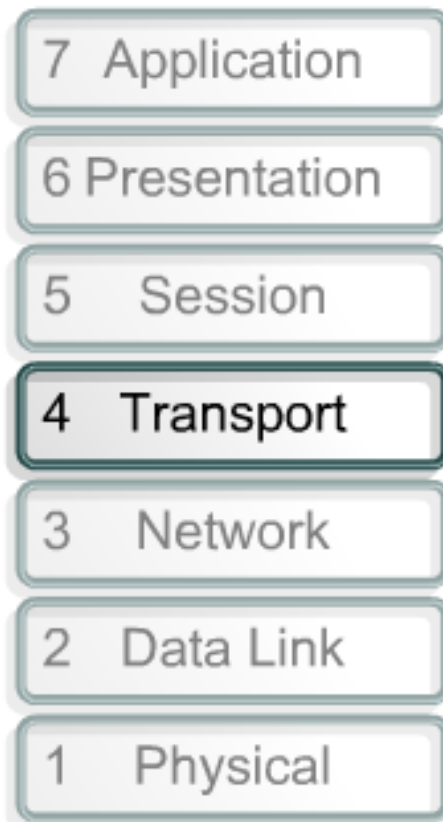 7 Application
6 Presentation
5 Session
4 Transport
3 Network
2 Data Link
1 Physical